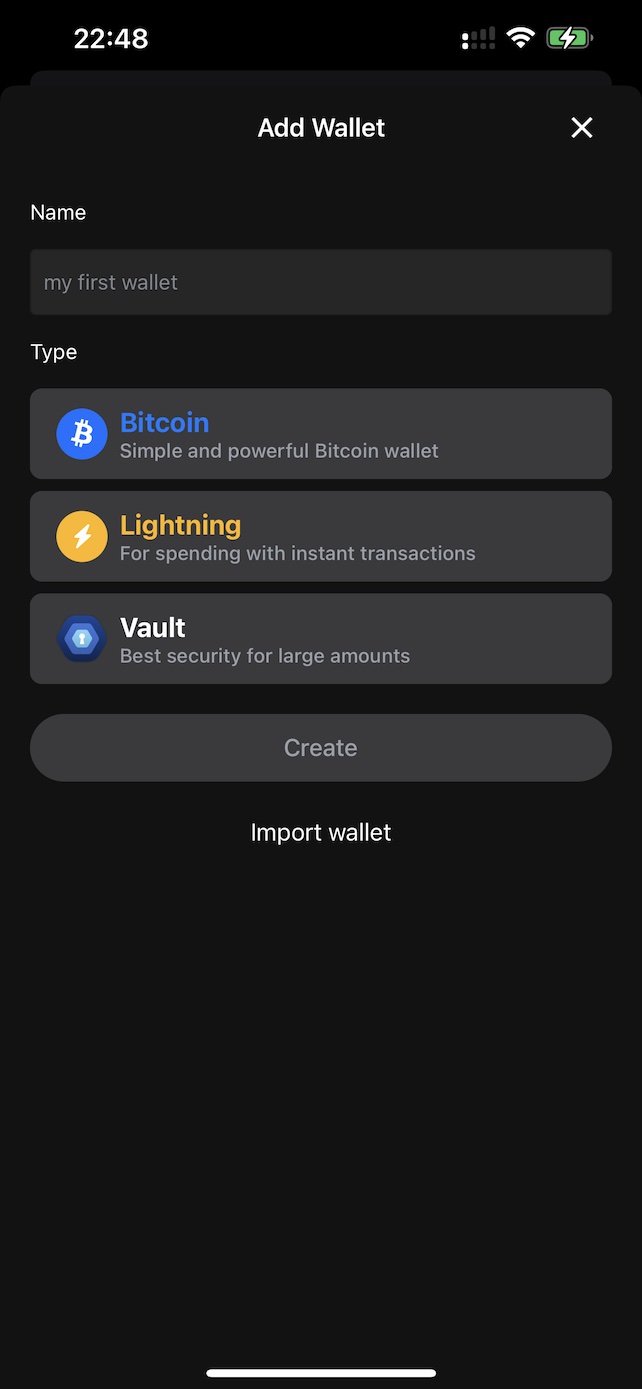 22:48
Add Wallet
Name
my first wallet
Type
Bitcoin
Simple and powerful Bitcoin wallet
Lightning
For spending with instant transactions
Vault
Best security for large amounts
Create
Import wallet